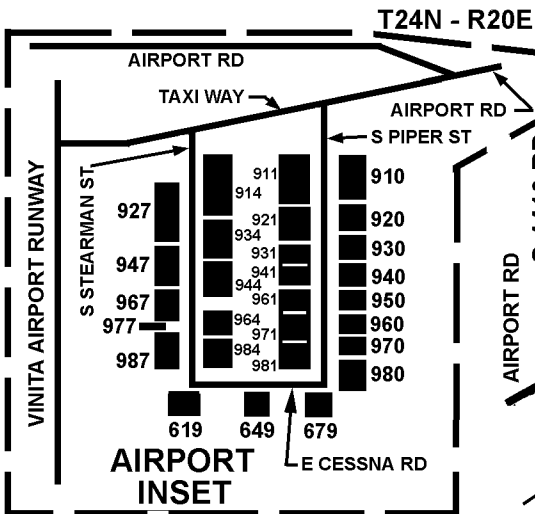 T24N - R20E
AIRPORT RD
TAXI WAY
AIRPORT RD
S PIPER ST
S STEARMAN ST
VINITA AIRPORT RUNWAY
AIRPORT RD
911
914
921
934
931
941
944
961
964
971
984
981
927
947
967
977
987
910
920
930
940
950
960
970
980
619
649
679
E CESSNA RD
AIRPORT
INSET